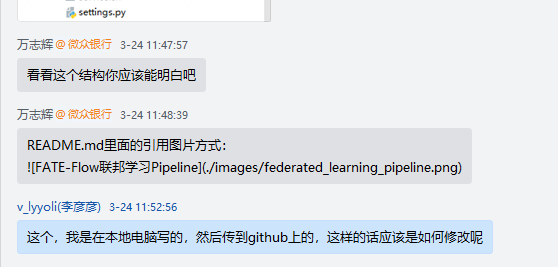 settings.py
万志辉@微众银行 3-24 11:47:57
看看这个结构你应该能明白吧
万志辉@微众银行 3-24 11:48:39
README.md里面的引用图片方式：
![FATE-Flow联邦学习Pipeline](./images/federated_learning_pipeline.png)
v_lyyoli(李彦彦) 3-24 11:52:56
这个，我是在本地电脑写的，然后传到github上的，这样的话应该是如何修改呢